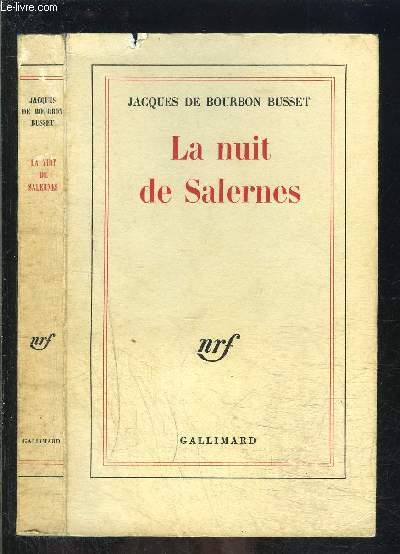 Le-livre.com
JACQUES
DE BOURBON
BUSSET
LA NUIT
DE
SALERNES
nrf
GALLIMARD
JACQUES DE BOURBON BUSSET
La nuit
de Salernes
nrf
GALLIMARD